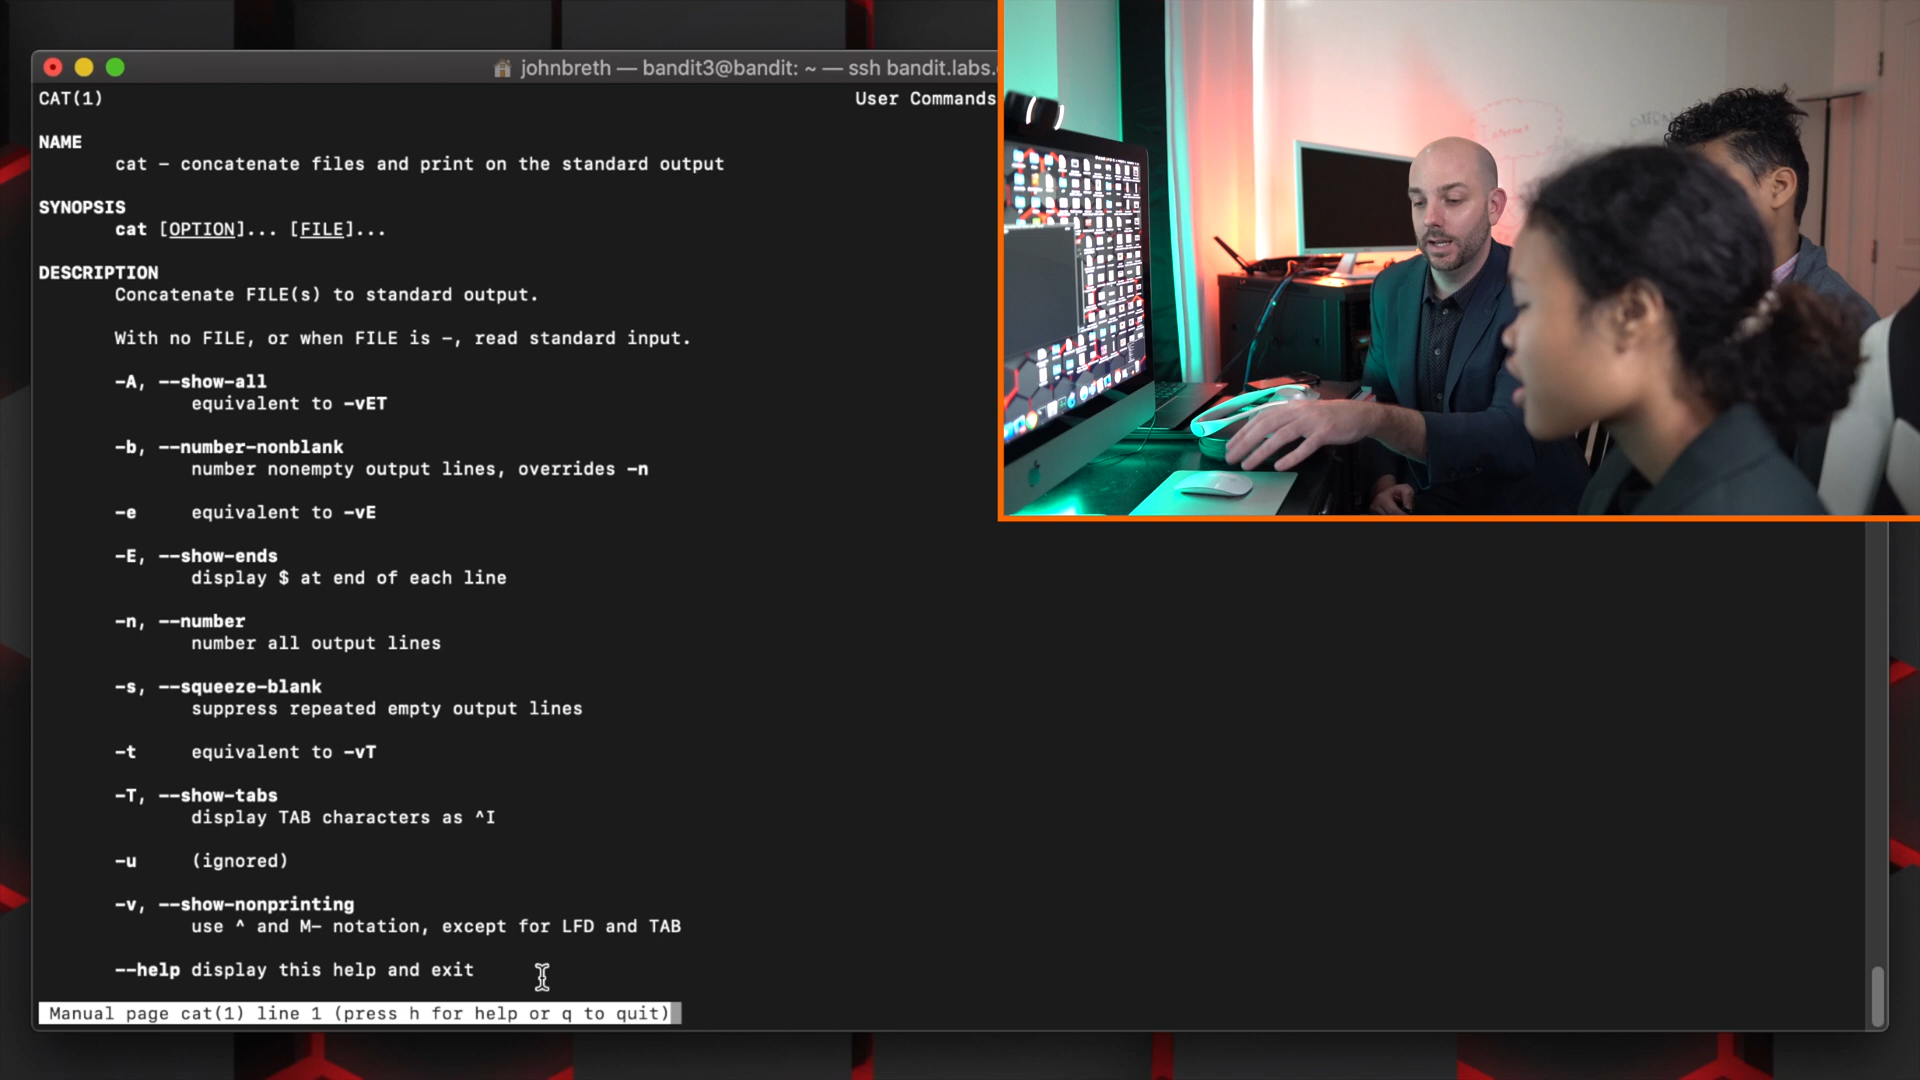 johnbreth — bandit3@bandit: ~ — ssh bandit.labs.
CAT(1)
User Commands
NAME
cat - concatenate files and print on the standard output
SYNOPSIS
cat [OPTION]... [FILE]...
DESCRIPTION
Concatenate FILE(s) to standard output.
With no FILE, or when FILE is -, read standard input.
-A, --show-all
equivalent to -vET
-b, --number-nonblank
number nonempty output lines, overrides -n
-e equivalent to -vE
-E, --show-ends
display $ at end of each line
-n, --number
number all output lines
-s, --squeeze-blank
suppress repeated empty output lines
-t equivalent to -vT
-T, --show-tabs
display TAB characters as ^I
-u (ignored)
-v, --show-nonprinting
use ^ and M- notation, except for LFD and TAB
--help display this help and exit
Manual page cat(1) line 1 (press h for help or q to quit)